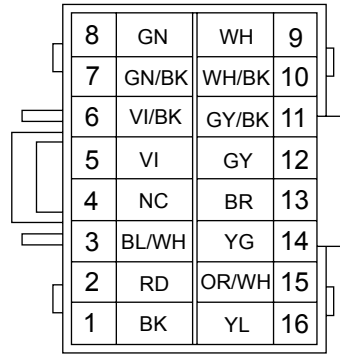 8 GN WH 9
7 GN/BK WH/BK 10
6 VI/BK GY/BK 11
5 VI GY 12
4 NC BR 13
3 BL/WH YG 14
2 RD OR/WH 15
1 BK YL 16